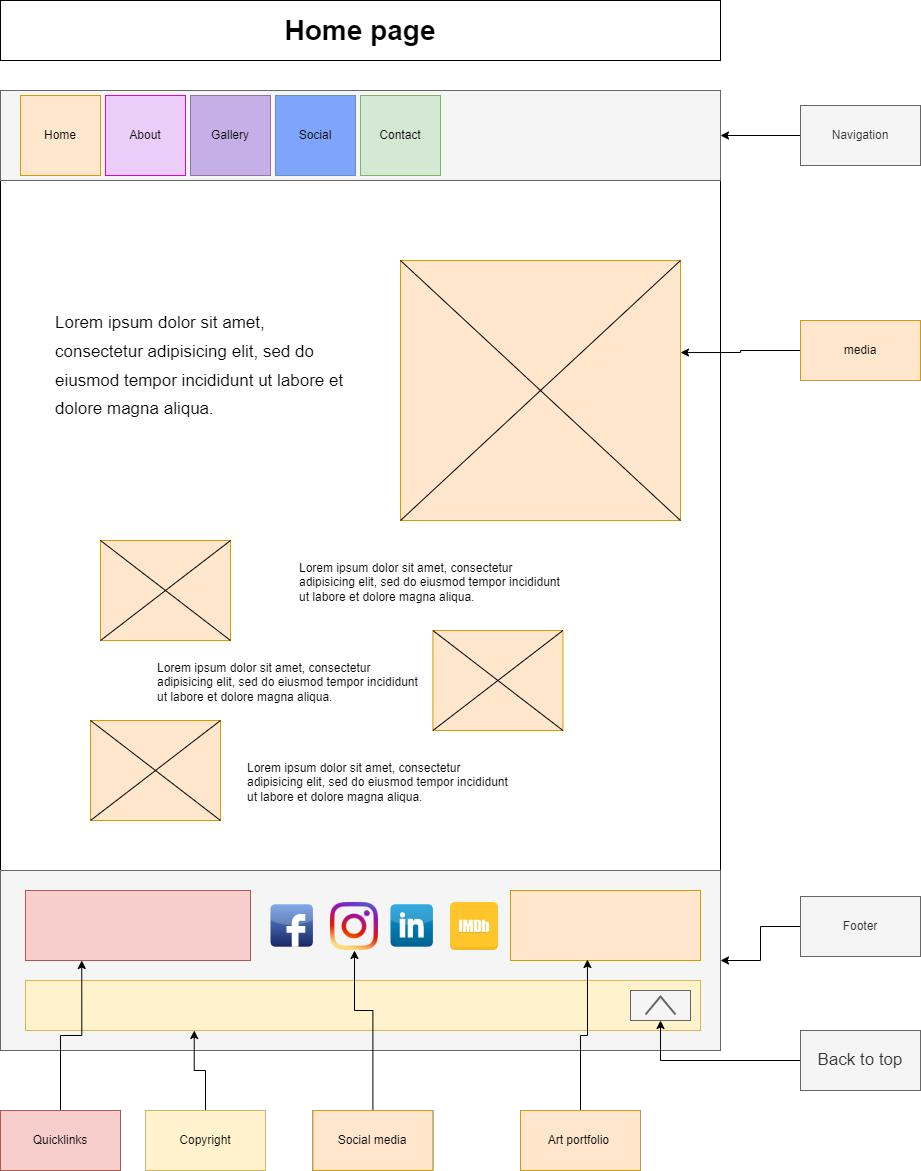 Home page
Home
About
Gallery
Social
Contact
Navigation
Lorem ipsum dolor sit amet,
consectetur adipisicing elit, sed do
eiusmod tempor incididunt ut labore et
dolore magna aliqua.
media
Lorem ipsum dolor sit amet, consectetur
adipisicing elit, sed do eiusmod tempor incididunt
ut labore et dolore magna aliqua.
Lorem ipsum dolor sit amet, consectetur
adipisicing elit, sed do eiusmod tempor incididunt
ut labore et dolore magna aliqua.
Lorem ipsum dolor sit amet, consectetur
adipisicing elit, sed do eiusmod tempor incididunt
ut labore et dolore magna aliqua.
f
in
IMDb
Footer
Back to top
Quicklinks
Copyright
Social media
Art portfolio